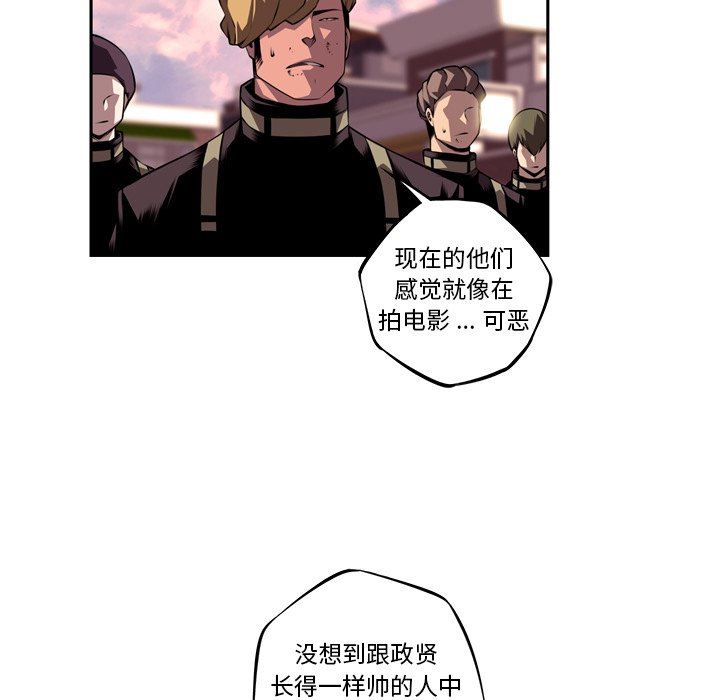 现在的他们
感觉就像在
拍电影 ... 可恶
没想到跟政贤
长得一样帅的人中